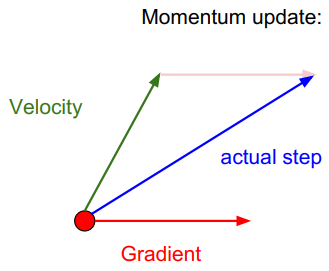 Momentum update:
Velocity
actual step
Gradient